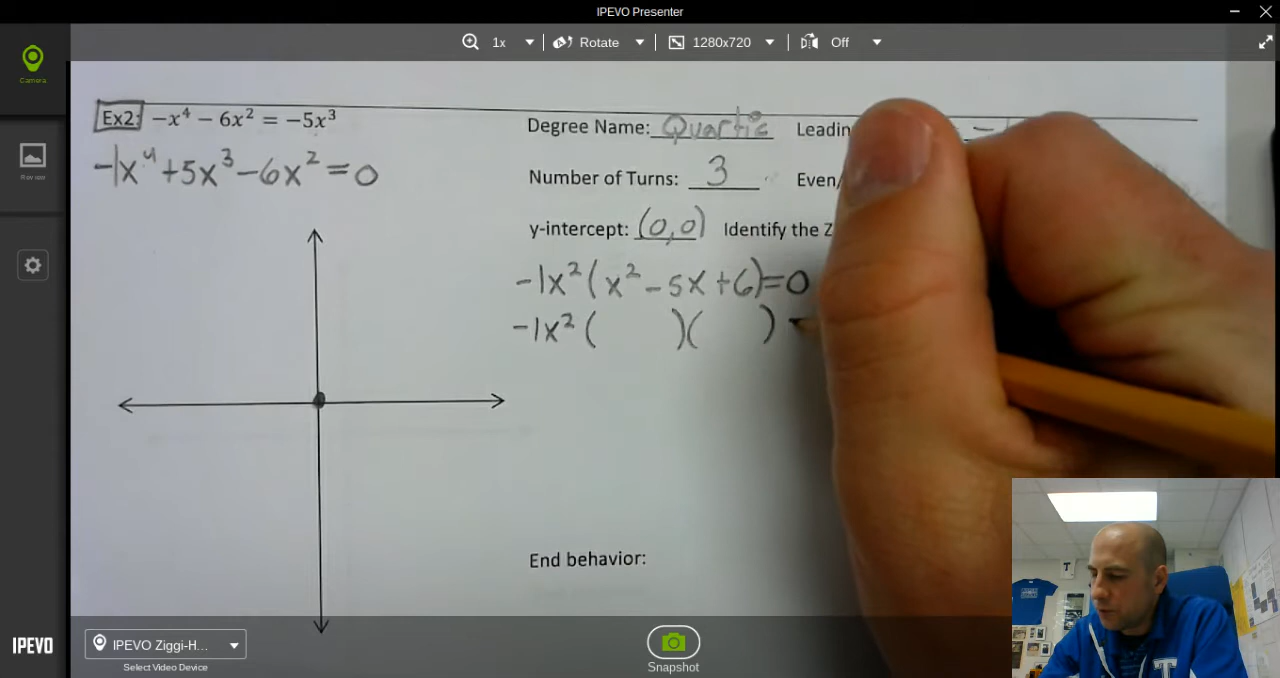 IPEVO Presenter
1x Rotate 1280x720 Off
Camera
Review
Ex2: −x⁴ − 6x² = −5x³
-1x⁴ +5x³ -6x² = 0
Degree Name: Quartic Leadin
Number of Turns: 3 Even/
y-intercept: (0,0) Identify the Z
-1x²(x² - 5x + 6)=0
-1x²( )( )
End behavior:
T
T
IPEVO
IPEVO Ziggi-H...
Select Video Device
Snapshot